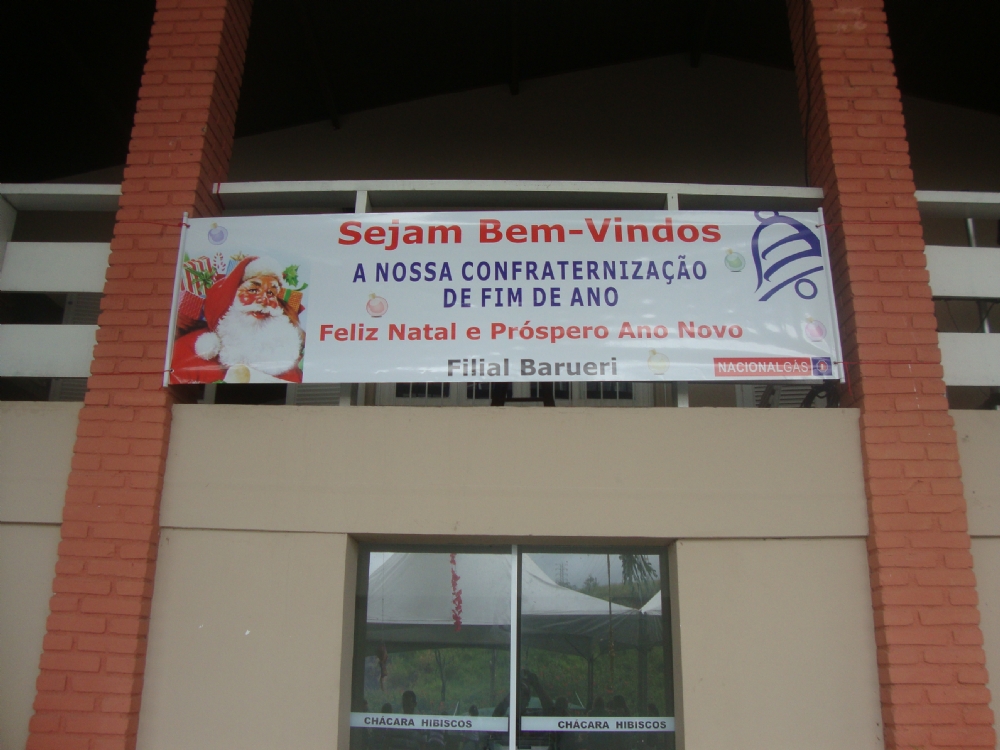 Sejam Bem-Vindos
A NOSSA CONFRATERNIZAÇÃO
DE FIM DE ANO
Feliz Natal e Próspero Ano Novo
Filial Barueri
NACIONALGÁS
CHÁCARA HIBISCOS
CHÁCARA HIBISCOS